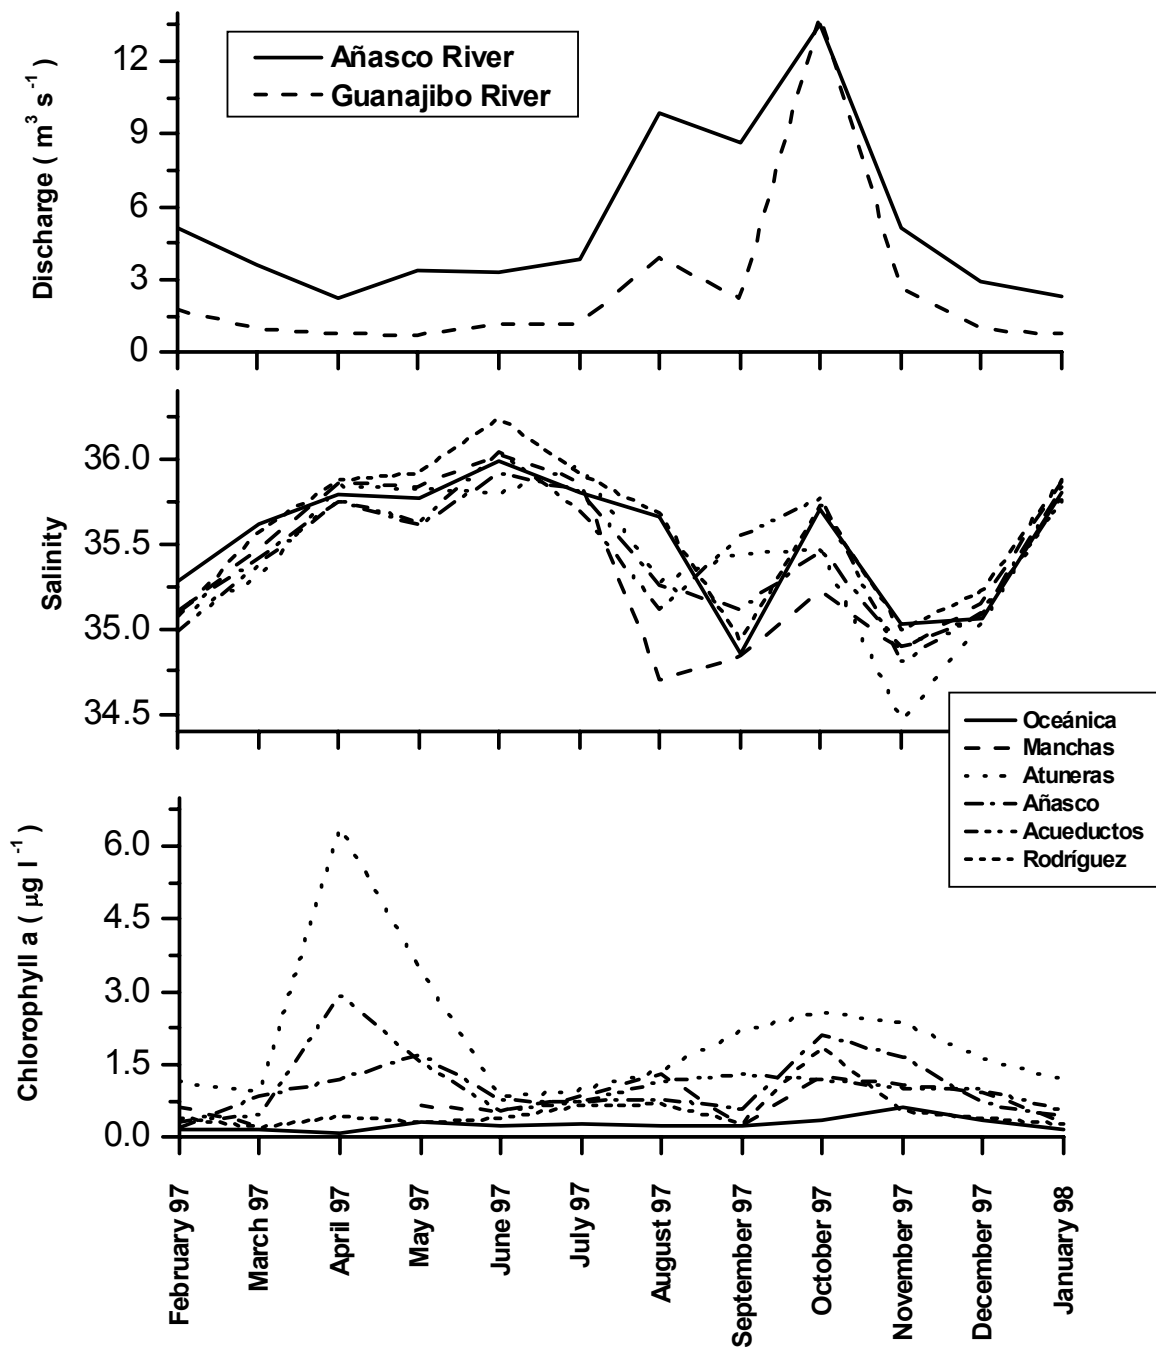 Discharge ( m³ s⁻¹ )
12
9
6
3
0
Añasco River
Guanajibo River
Salinity
36.0
35.5
35.0
34.5
Oceánica
Manchas
Atuneras
Añasco
Acueductos
Rodríguez
Chlorophyll a ( µg l⁻¹ )
6.0
4.5
3.0
1.5
0.0
February 97
March 97
April 97
May 97
June 97
July 97
August 97
September 97
October 97
November 97
December 97
January 98